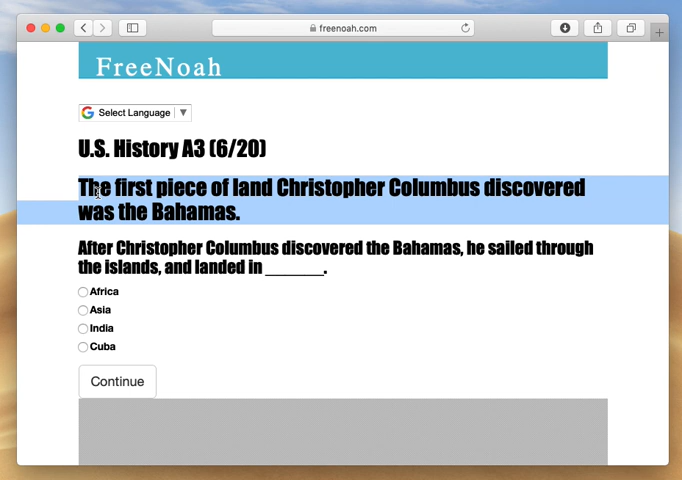 freenoah.com
FreeNoah
Select Language
U.S. History A3 (6/20)
The first piece of land Christopher Columbus discovered
was the Bahamas.
After Christopher Columbus discovered the Bahamas, he sailed through
the islands, and landed in ______.
Africa
Asia
India
Cuba
Continue